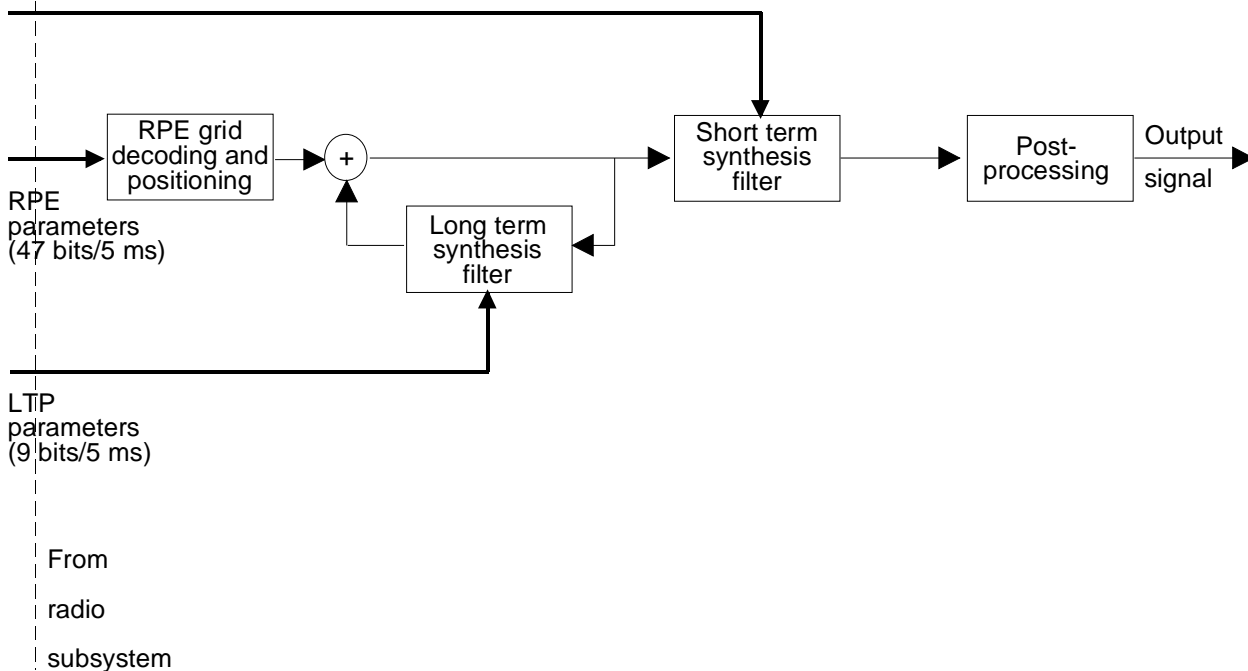 RPE grid
decoding and
positioning
+
Short term
synthesis
filter
Post-
processing
Output
signal
RPE
parameters
(47 bits/5 ms)
Long term
synthesis
filter
LTP
parameters
(9 bits/5 ms)
From
radio
subsystem